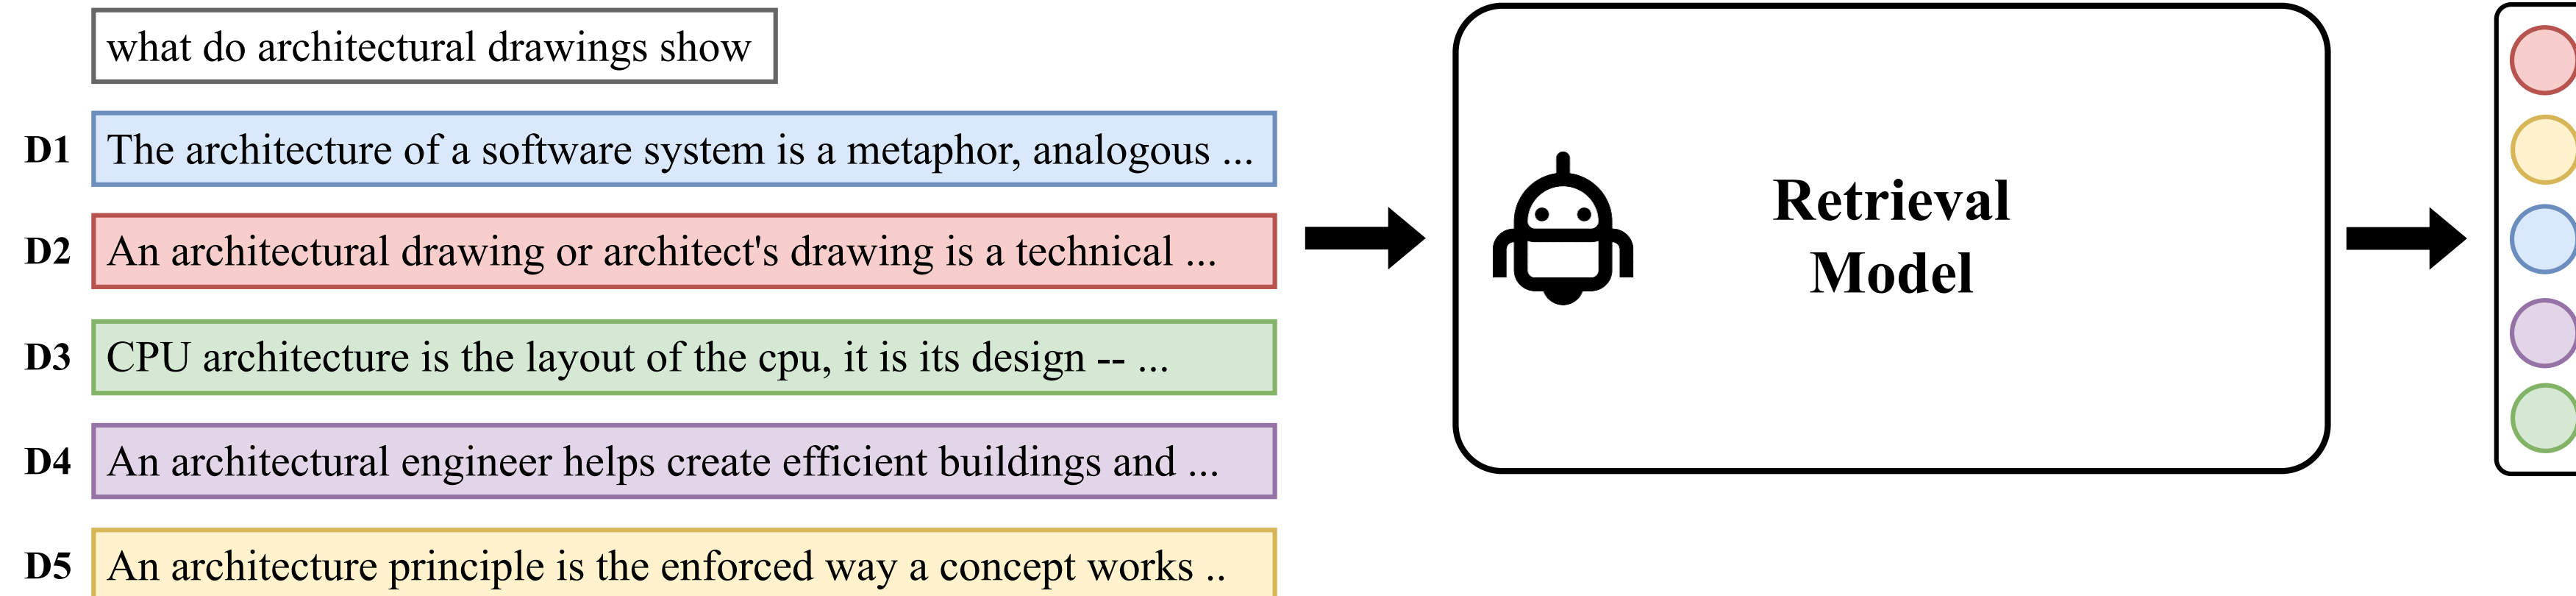 what do architectural drawings show
D1 The architecture of a software system is a metaphor, analogous ...
D2 An architectural drawing or architect's drawing is a technical ...
D3 CPU architecture is the layout of the cpu, it is its design -- ...
D4 An architectural engineer helps create efficient buildings and ...
D5 An architecture principle is the enforced way a concept works ..
Retrieval
Model